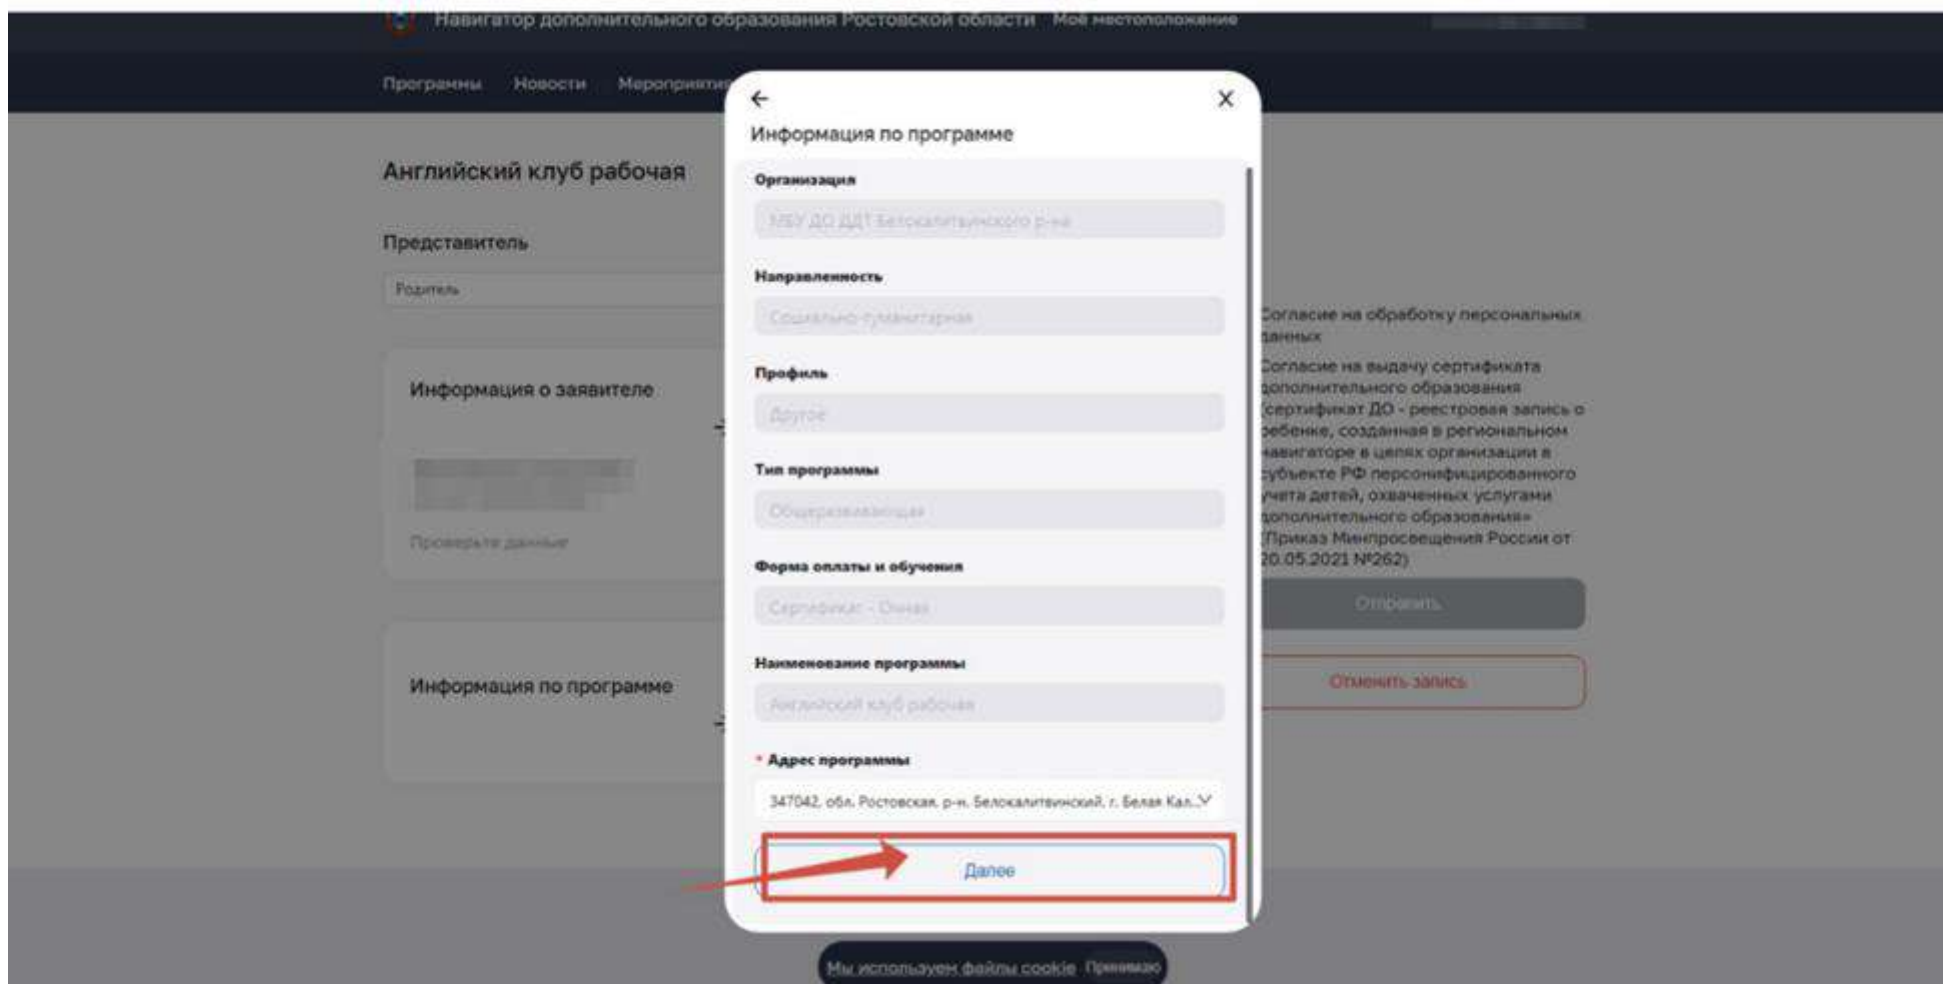 Навигатор дополнительного образования Ростовской области Моё местоположение
Программы Новости Мероприятия
Английский клуб рабочая
Представитель
Родитель
Информация о заявителе
Проверьте данные
Информация по программе
Информация по программе
Организация
МБУ ДО ДДТ Белокалитвинского р-на
Направленность
Социально-гуманитарная
Профиль
Другое
Тип программы
Общеразвивающая
Форма оплаты и обучения
Сертификат - Очная
Наименование программы
Английский клуб рабочая
* Адрес программы
347042, обл. Ростовская, р-н. Белокалитвинский, г. Белая Кал...
Далее
Согласие на обработку персональных
данных
Согласие на выдачу сертификата
дополнительного образования
(сертификат ДО - реестровая запись о
ребенке, созданная в региональном
навигаторе в целях организации в
субъекте РФ персонифицированного
учета детей, охваченных услугами
дополнительного образования»
(Приказ Минпросвещения России от
20.05.2021 №262)
Отправить
Отменить запись
Мы используем файлы cookie Принимаю